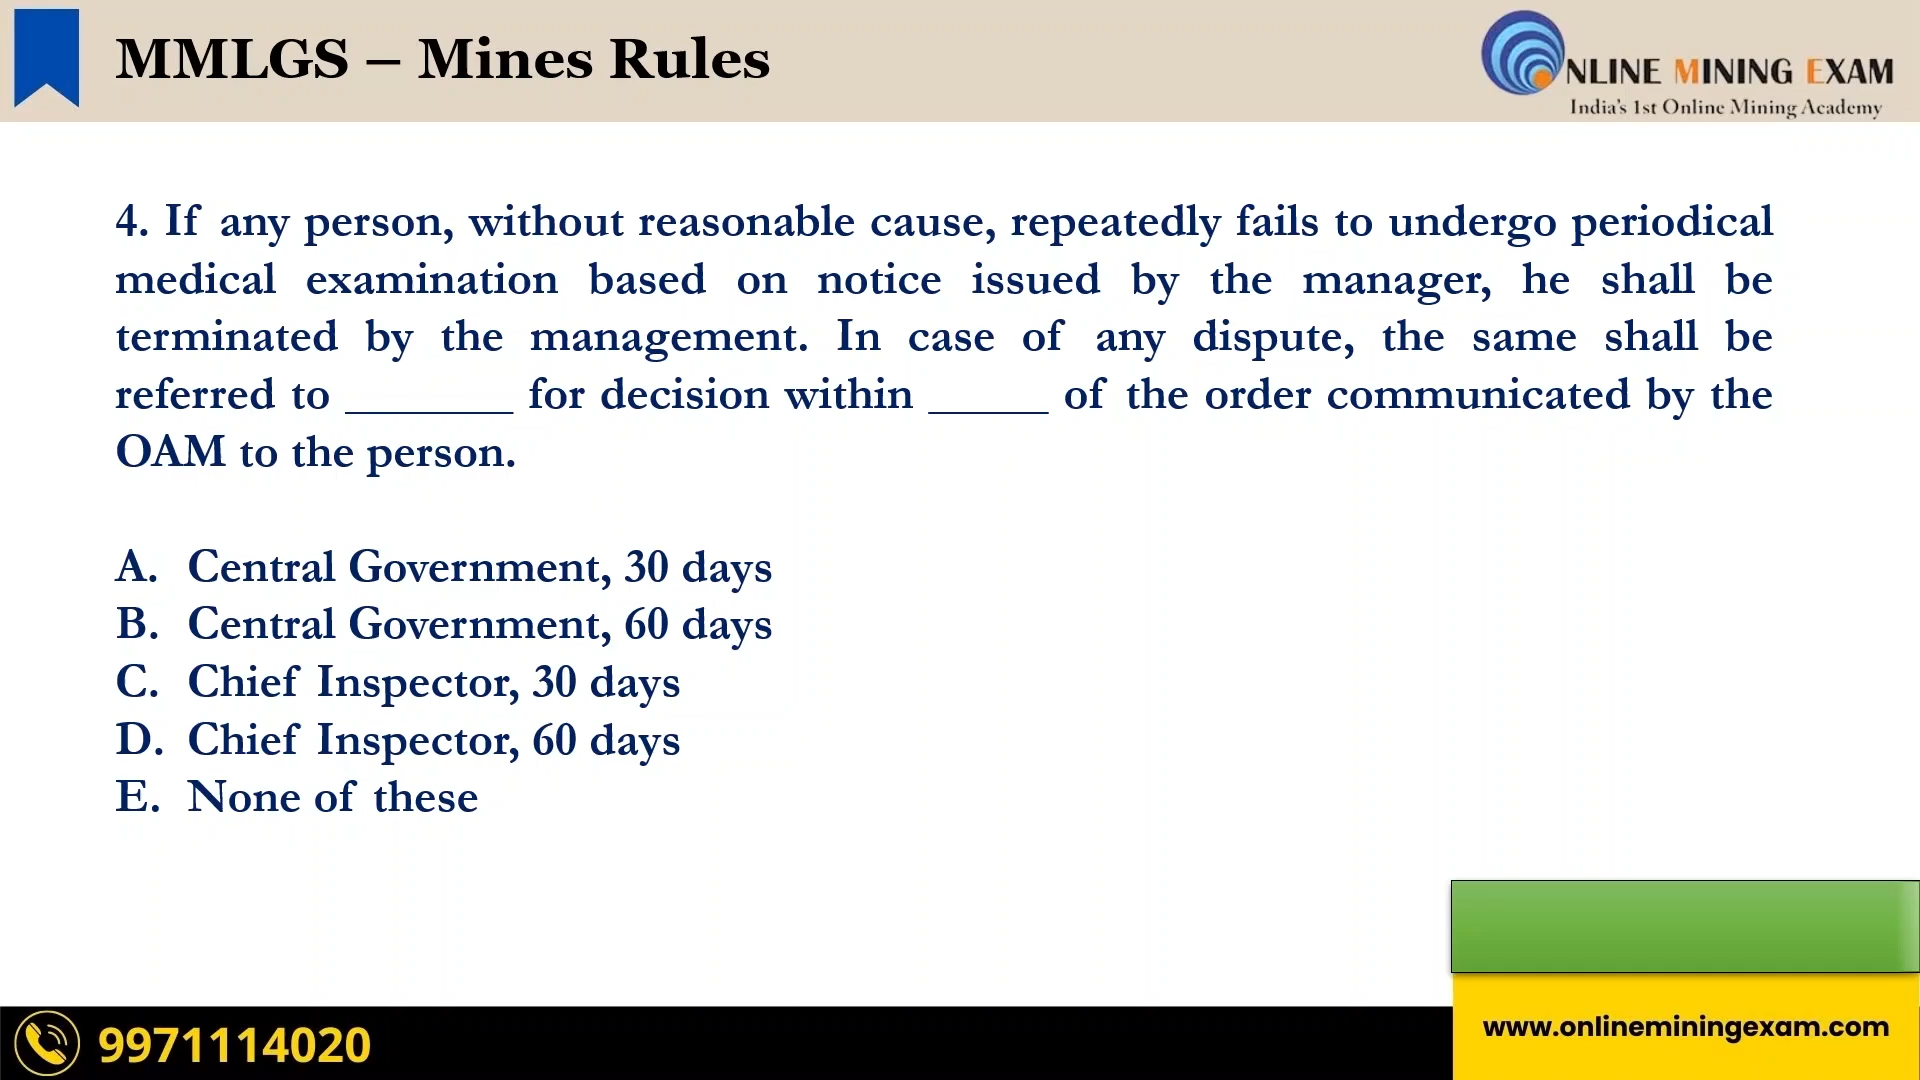 MMLGS – Mines Rules
NLINE MINING EXAM
India's 1st Online Mining Academy
4. If any person, without reasonable cause, repeatedly fails to undergo periodical
medical examination based on notice issued by the manager, he shall be
terminated by the management. In case of any dispute, the same shall be
referred to _______ for decision within _____ of the order communicated by the
OAM to the person.
A. Central Government, 30 days
B. Central Government, 60 days
C. Chief Inspector, 30 days
D. Chief Inspector, 60 days
E. None of these
9971114020
www.onlineminingexam.com